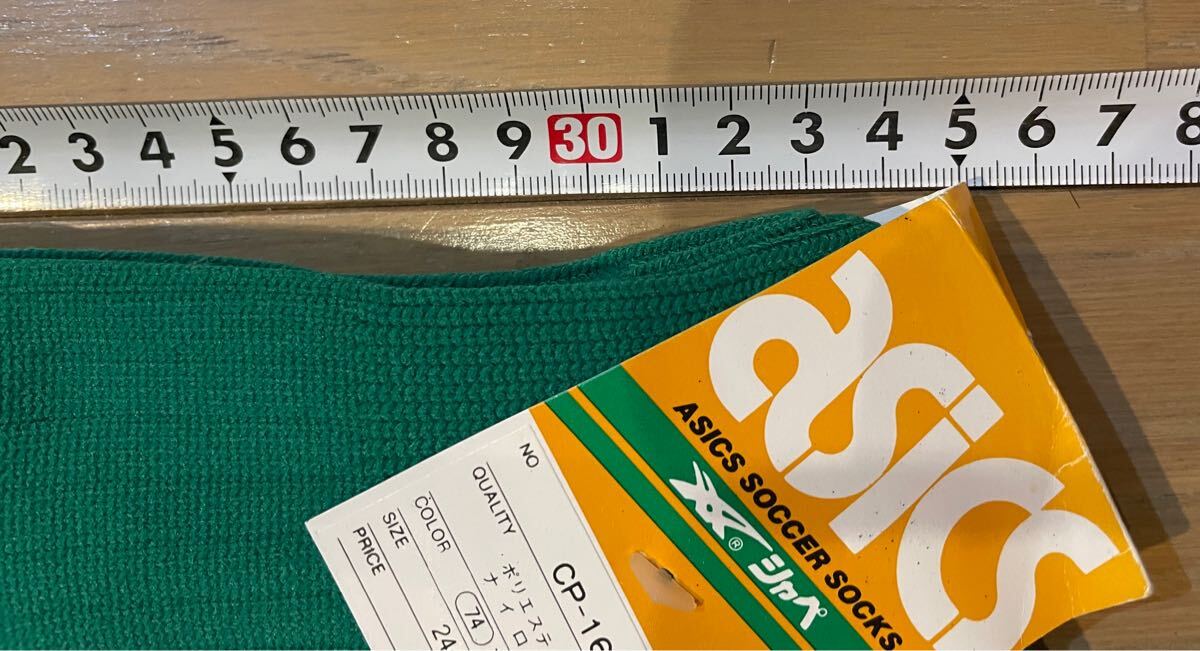 2 3 4 5 6 7 8 9 30 1 2 3 4 5 6 7 8
asics
ASICS SOCCER SOCKS
® シャペ
NO CP-16
QUALITY ポリエステ
ナイロ
COLOR 74
SIZE 24
PRICE